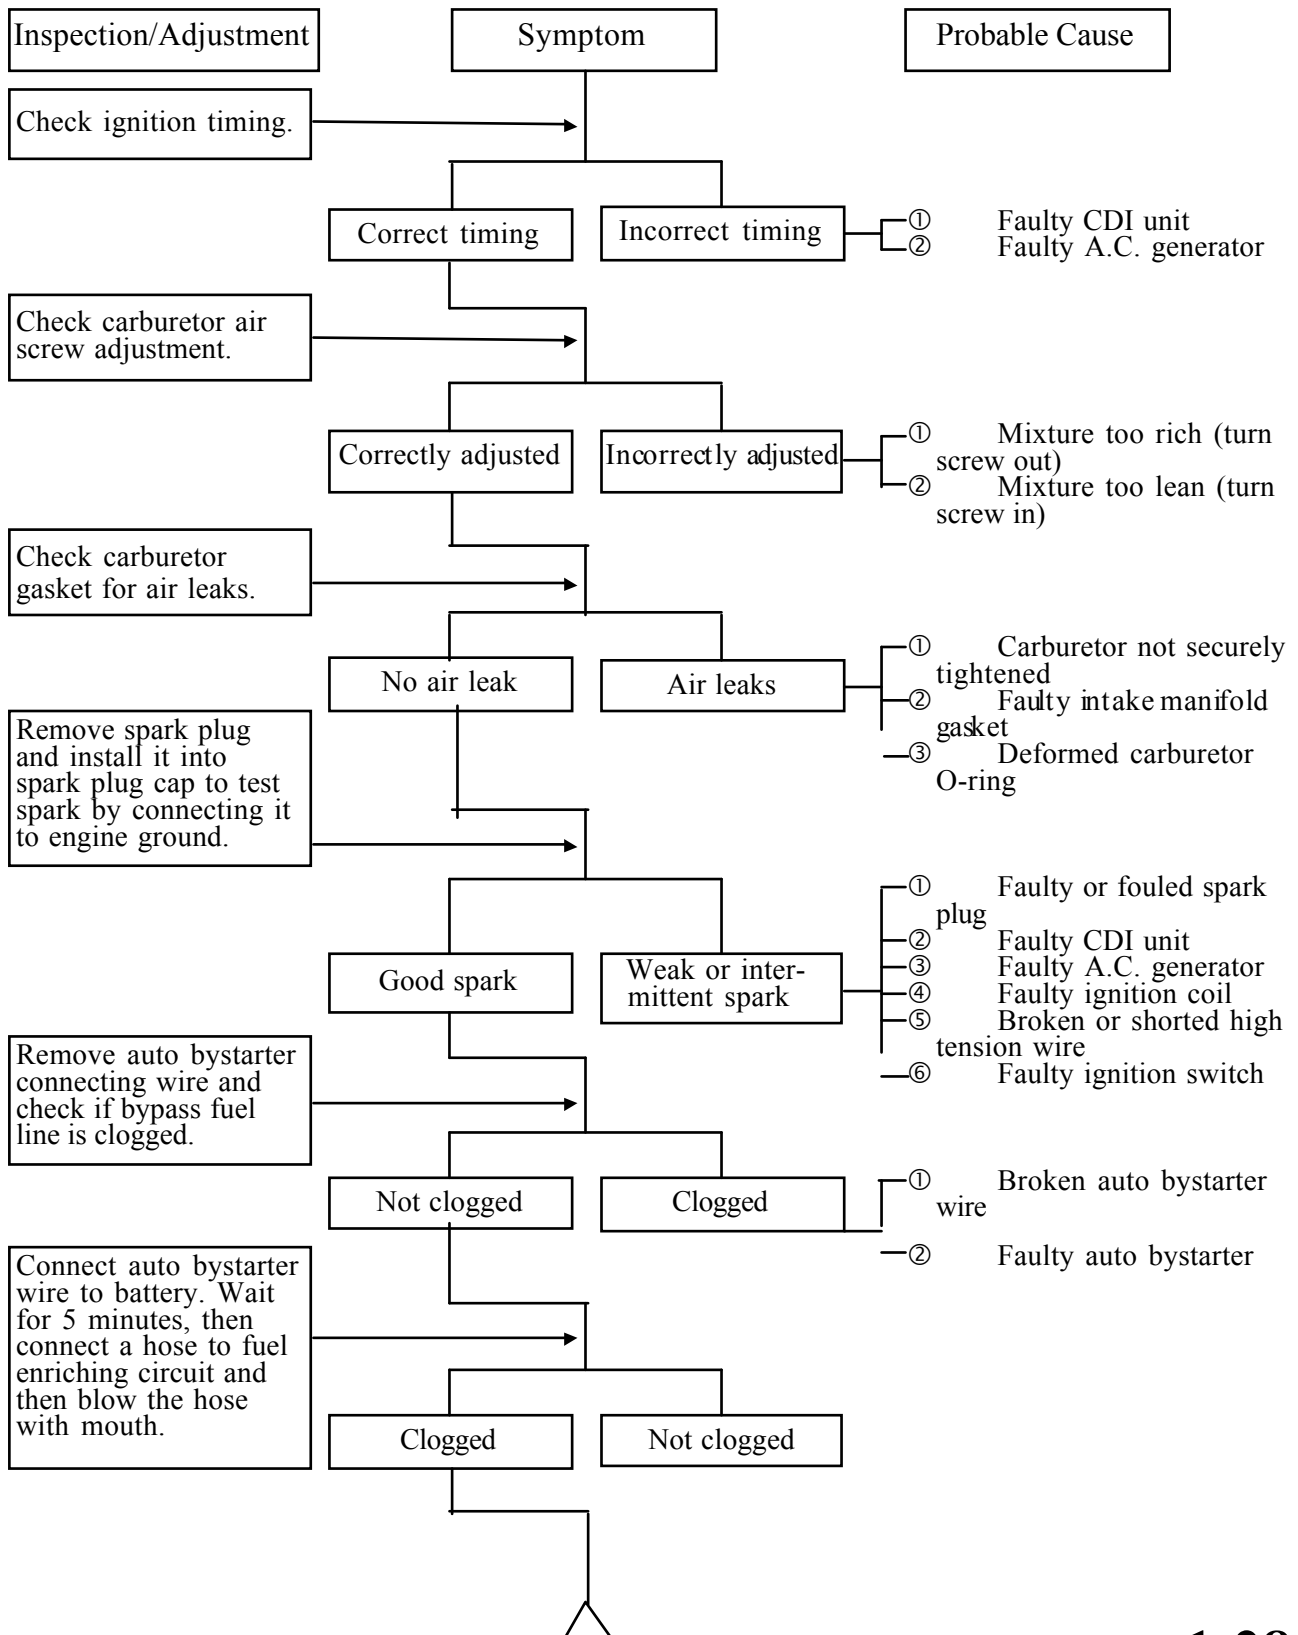 Inspection/Adjustment
Symptom
Probable Cause
Check ignition timing.
Correct timing
Incorrect timing
① Faulty CDI unit
② Faulty A.C. generator
Check carburetor air
screw adjustment.
Correctly adjusted
Incorrectly adjusted
① Mixture too rich (turn
screw out)
② Mixture too lean (turn
screw in)
Check carburetor
gasket for air leaks.
No air leak
Air leaks
① Carburetor not securely
tightened
② Faulty intake manifold
gasket
③ Deformed carburetor
O-ring
Remove spark plug
and install it into
spark plug cap to test
spark by connecting it
to engine ground.
Good spark
Weak or inter-
mittent spark
① Faulty or fouled spark
plug
② Faulty CDI unit
③ Faulty A.C. generator
④ Faulty ignition coil
⑤ Broken or shorted high
tension wire
⑥ Faulty ignition switch
Remove auto bystarter
connecting wire and
check if bypass fuel
line is clogged.
Not clogged
Clogged
① Broken auto bystarter
wire
② Faulty auto bystarter
Connect auto bystarter
wire to battery. Wait
for 5 minutes, then
connect a hose to fuel
enriching circuit and
then blow the hose
with mouth.
Clogged
Not clogged